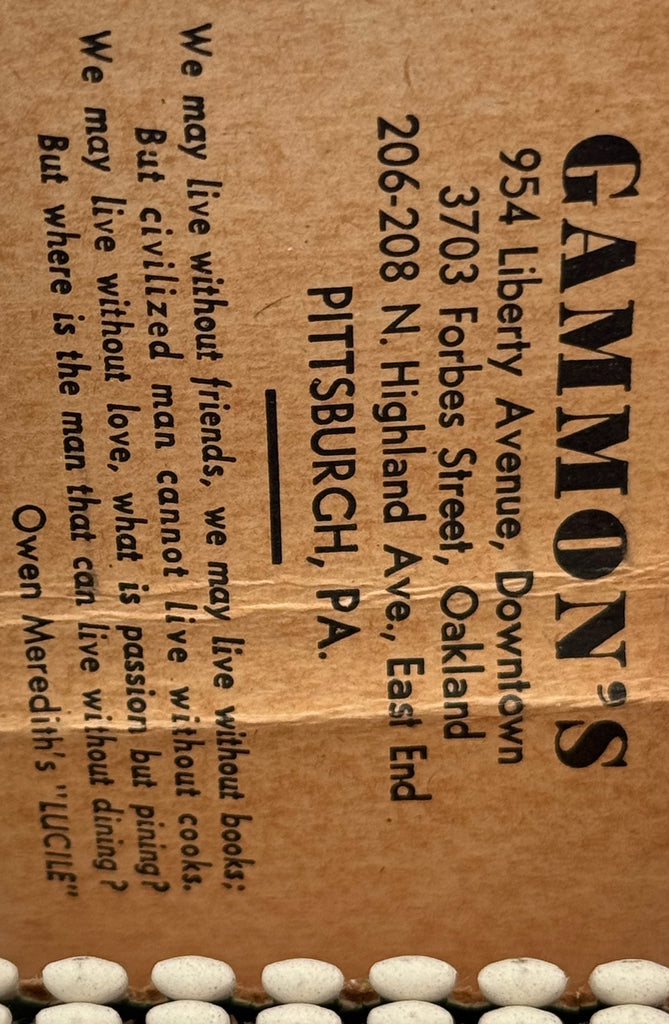 GAMMON'S
954 Liberty Avenue, Downtown
3703 Forbes Street, Oakland
206-208 N. Highland Ave., East End
PITTSBURGH, PA.
We may live without friends, we may live without books;
But civilized man cannot live without cooks.
We may live without love, what is passion but pining?
But where is the man that can live without dining?
Owen Meredith's "LUCILE"